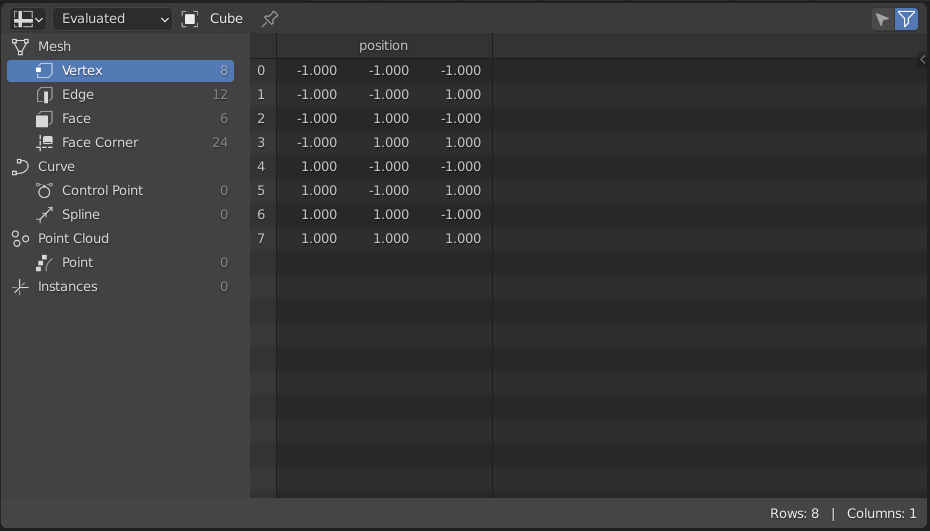 Evaluated Cube
Mesh
Vertex 8
Edge 12
Face 6
Face Corner 24
Curve
Control Point 0
Spline 0
Point Cloud
Point 0
Instances 0
position
0 -1.000 -1.000 -1.000
1 -1.000 -1.000 1.000
2 -1.000 1.000 -1.000
3 -1.000 1.000 1.000
4 1.000 -1.000 -1.000
5 1.000 -1.000 1.000
6 1.000 1.000 -1.000
7 1.000 1.000 1.000
Rows: 8 | Columns: 1